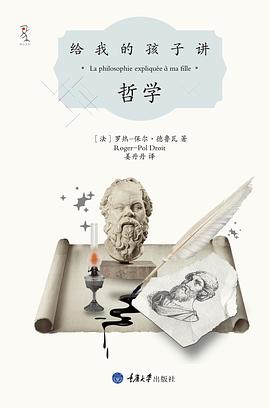 给我的孩子讲
La philosophie expliquée à ma fille
哲学
［法］罗热-保尔·德鲁瓦 著
Roger-Pol Droit
姜丹丹 译
重庆大学出版社